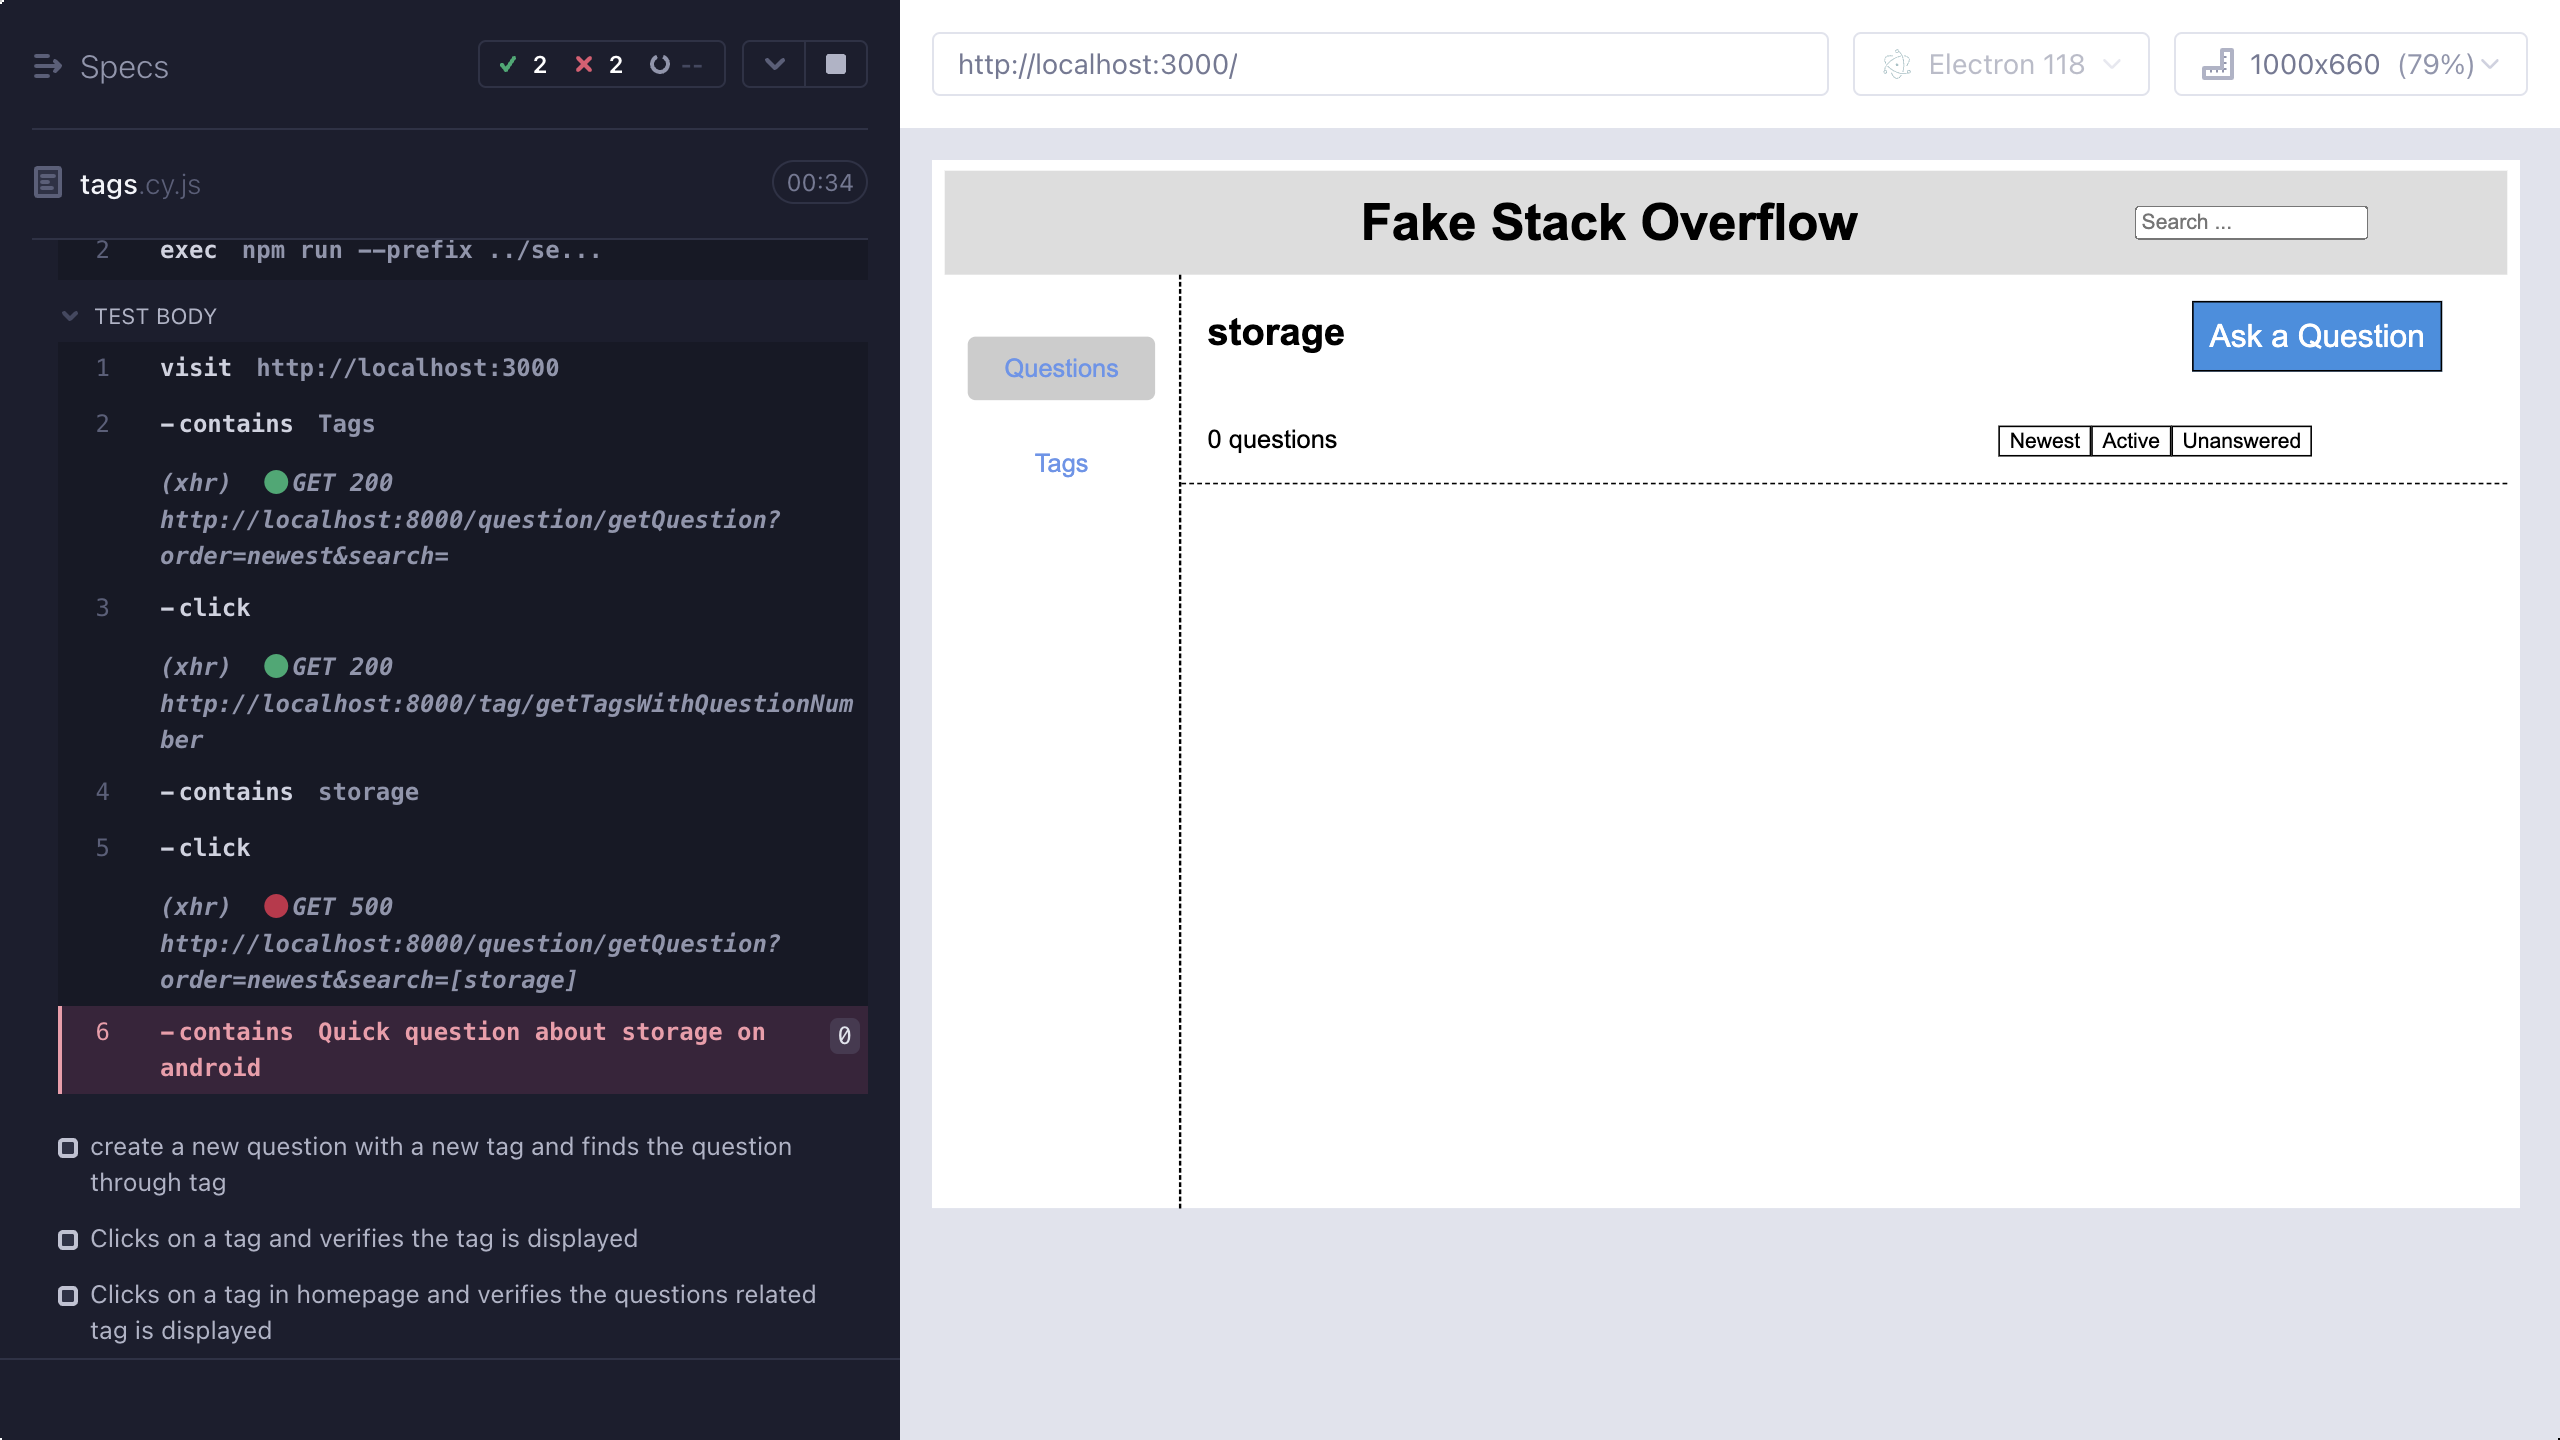 Specs
2 2 --
tags.cy.js 00:34
2 exec npm run --prefix ../se...
TEST BODY
1 visit http://localhost:3000
2 -contains Tags
(xhr) GET 200
http://localhost:8000/question/getQuestion?
order=newest&search=
3 -click
(xhr) GET 200
http://localhost:8000/tag/getTagsWithQuestionNum
ber
4 -contains storage
5 -click
(xhr) GET 500
http://localhost:8000/question/getQuestion?
order=newest&search=[storage]
6 -contains Quick question about storage on 0
android
create a new question with a new tag and finds the question
through tag
Clicks on a tag and verifies the tag is displayed
Clicks on a tag in homepage and verifies the questions related
tag is displayed
http://localhost:3000/
Electron 118
1000x660 (79%)
Fake Stack Overflow
Search ...
Questions
Tags
storage
Ask a Question
0 questions
Newest Active Unanswered